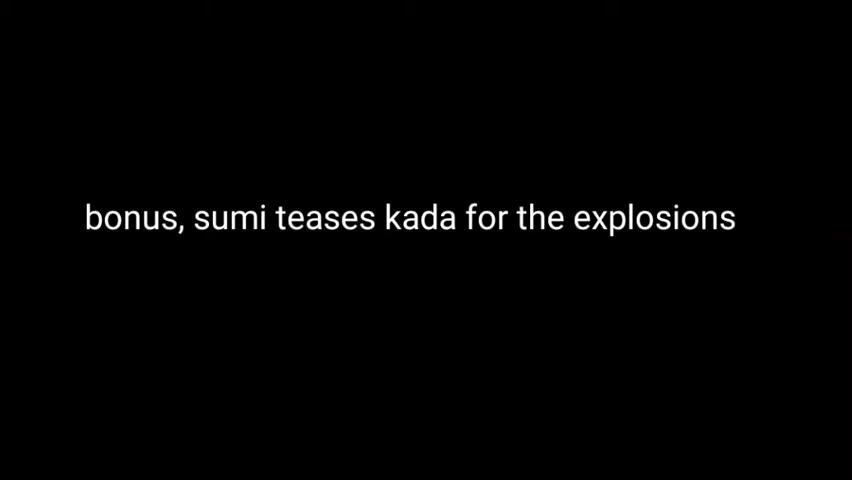 bonus, sumi teases kada for the explosions